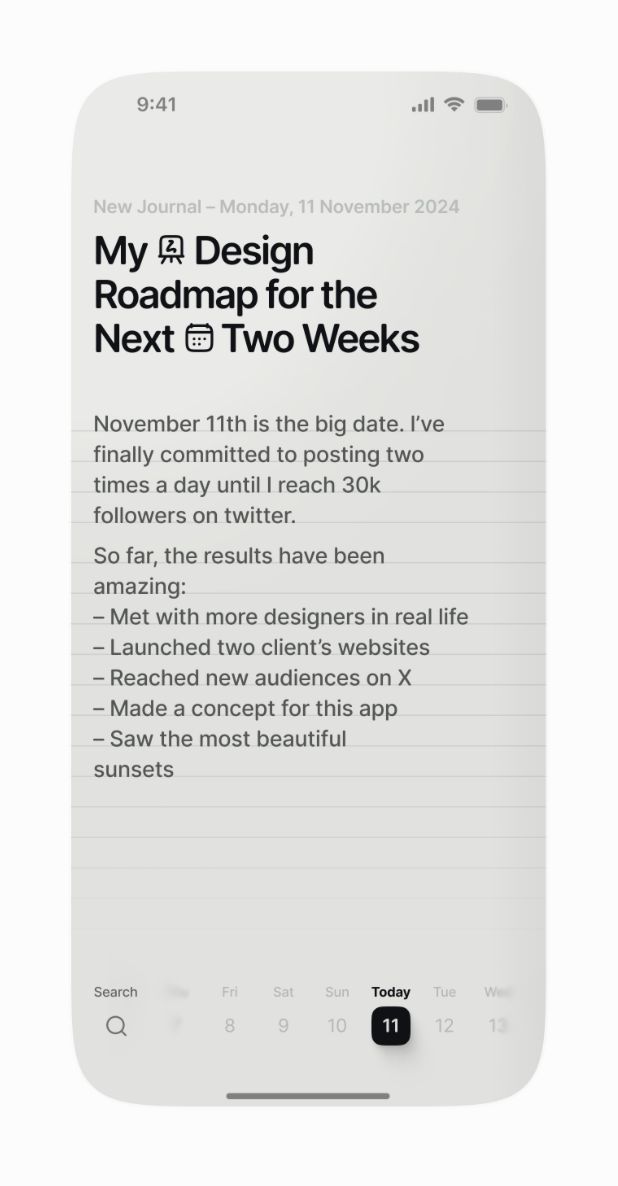 9:41
New Journal – Monday, 11 November 2024
My Design
Roadmap for the
Next Two Weeks
November 11th is the big date. I’ve
finally committed to posting two
times a day until I reach 30k
followers on twitter.
So far, the results have been
amazing:
– Met with more designers in real life
– Launched two client’s websites
– Reached new audiences on X
– Made a concept for this app
– Saw the most beautiful
sunsets
Search Fri Sat Sun Today Tue Wed
8 9 10 11 12 13